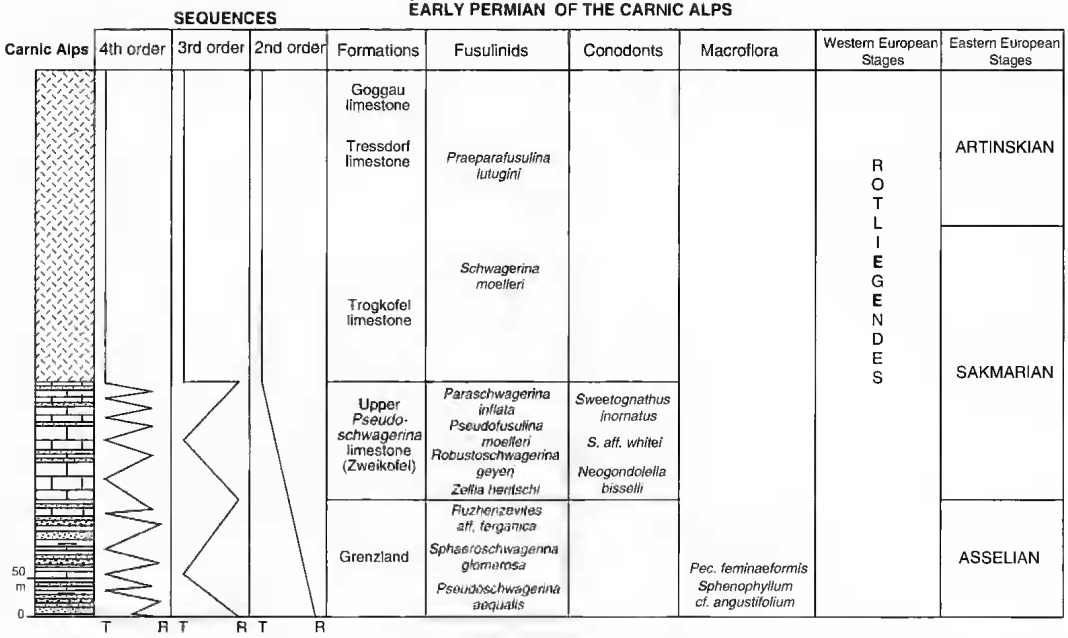 EARLY PERMIAN OF THE CARNIC ALPS
SEQUENCES
Carnic Alps
4th order
3rd order
2nd order
Formations
Fusulinids
Conodonts
Macroflora
Western European
Stages
Eastern European
Stages
Goggau
limestone
Tressdorf
limestone
Trogkofel
limestone
Upper
Pseudo-
schwagerina
limestone
(Zweikofel)
Grenzland
Praeparafusulina
lutugini
Schwagerina
moelleri
Paraschwagerina
inflata
Pseudofusulina
moelleri
Robustoschwagerina
geyeri
Zellia heritschi
Ruzhenzevites
aff. ferganica
Sphaeroschwagerina
glomerosa
Pseudoschwagerina
aequalis
Sweetognathus
inornatus
S. aff. whitei
Neogondolella
bisselli
Pec. feminaeformis
Sphenophyllum
cf. angustifolium
R
O
T
L
I
E
G
E
N
D
E
S
ARTINSKIAN
SAKMARIAN
ASSELIAN
50
m
0
T R T R T R